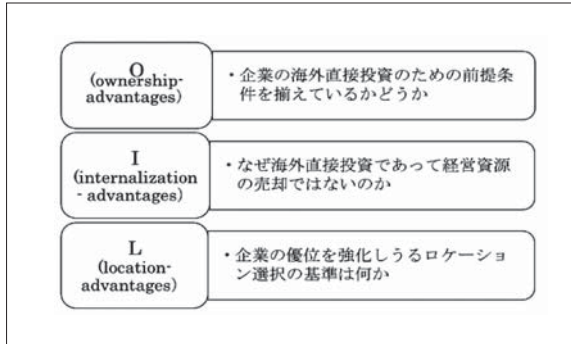 O
(ownership-
advantages)
・企業の海外直接投資のための前提条
件を揃えているかどうか
I
(internalization
- advantages)
・なぜ海外直接投資であって経営資源
の売却ではないのか
L
(location-
advantages)
・企業の優位を強化しうるロケーショ
ン選択の基準は何か